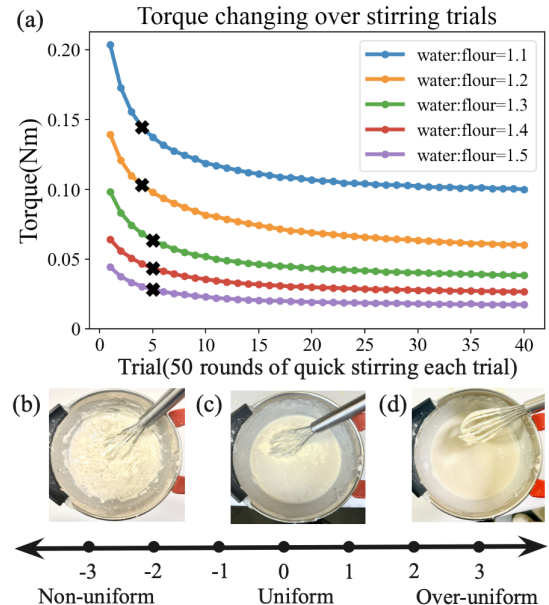 (a)
Torque changing over stirring trials
0.20
0.15
0.10
0.05
0
Torque(Nm)
water:flour=1.1
water:flour=1.2
water:flour=1.3
water:flour=1.4
water:flour=1.5
0 5 10 15 20 25 30 35 40
Trial(50 rounds of quick stirring each trial)
(b) (c) (d)
-3 -2 -1 0 1 2 3
Non-uniform Uniform Over-uniform